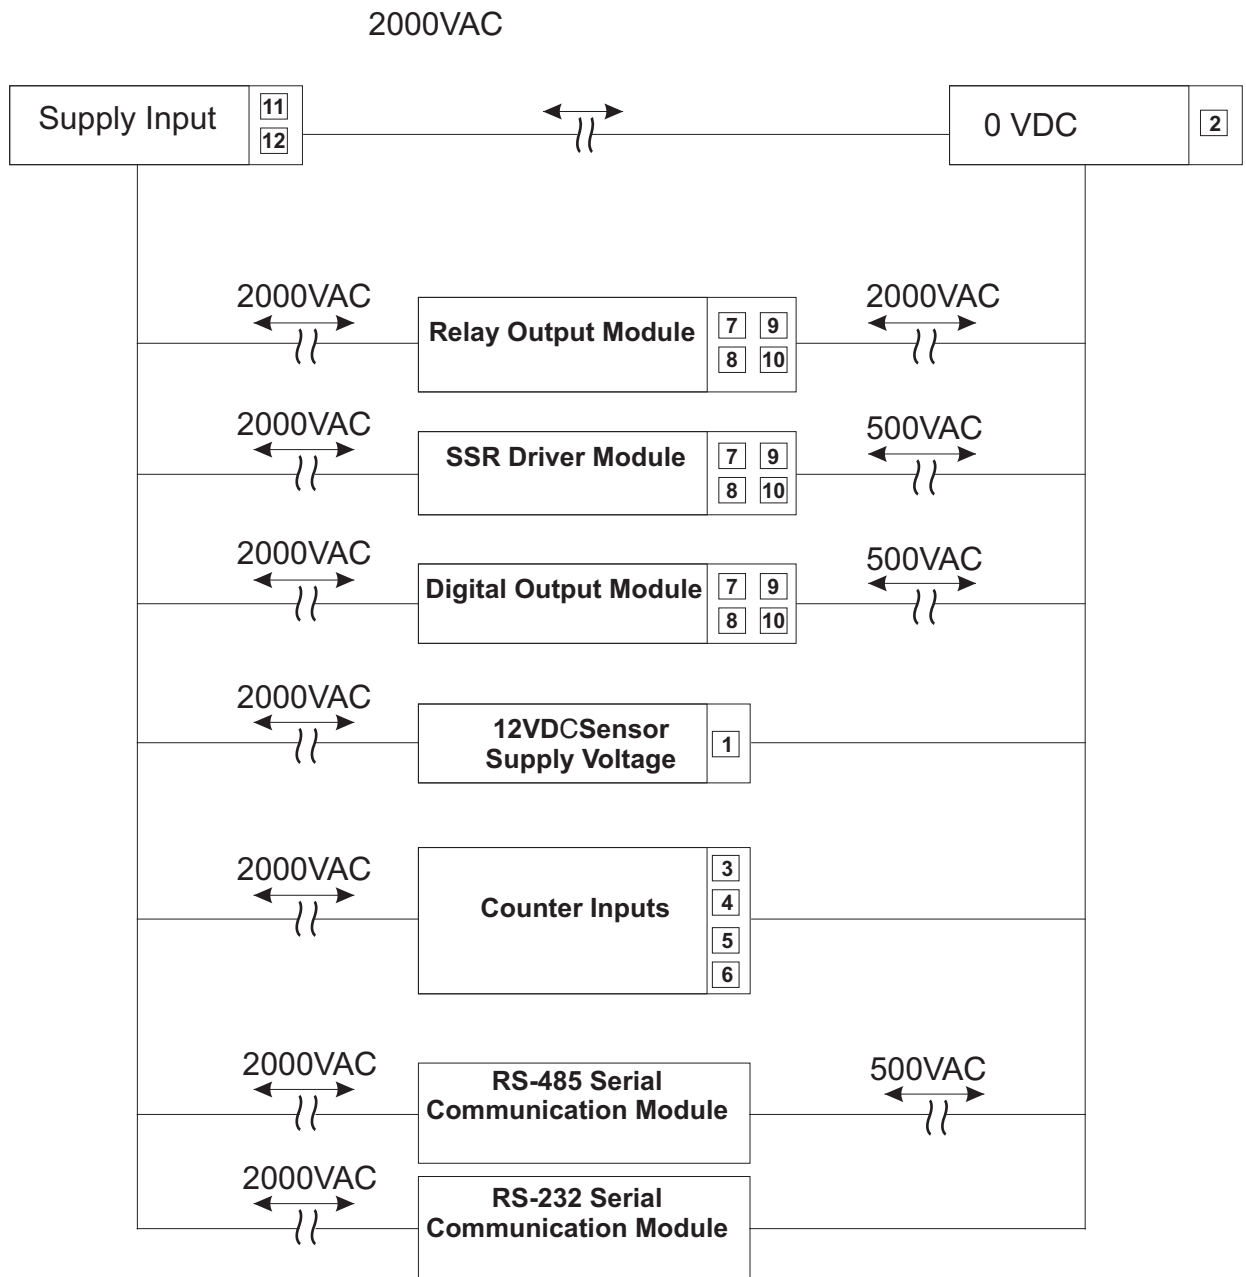 2000VAC
Supply Input 11 12
0 VDC 2
2000VAC
Relay Output Module 7 9
8 10
2000VAC
2000VAC
SSR Driver Module 7 9
8 10
500VAC
2000VAC
Digital Output Module 7 9
8 10
500VAC
2000VAC
12VDCSensor
Supply Voltage
1
2000VAC
Counter Inputs
3
4
5
6
2000VAC
RS-485 Serial
Communication Module
500VAC
2000VAC
RS-232 Serial
Communication Module